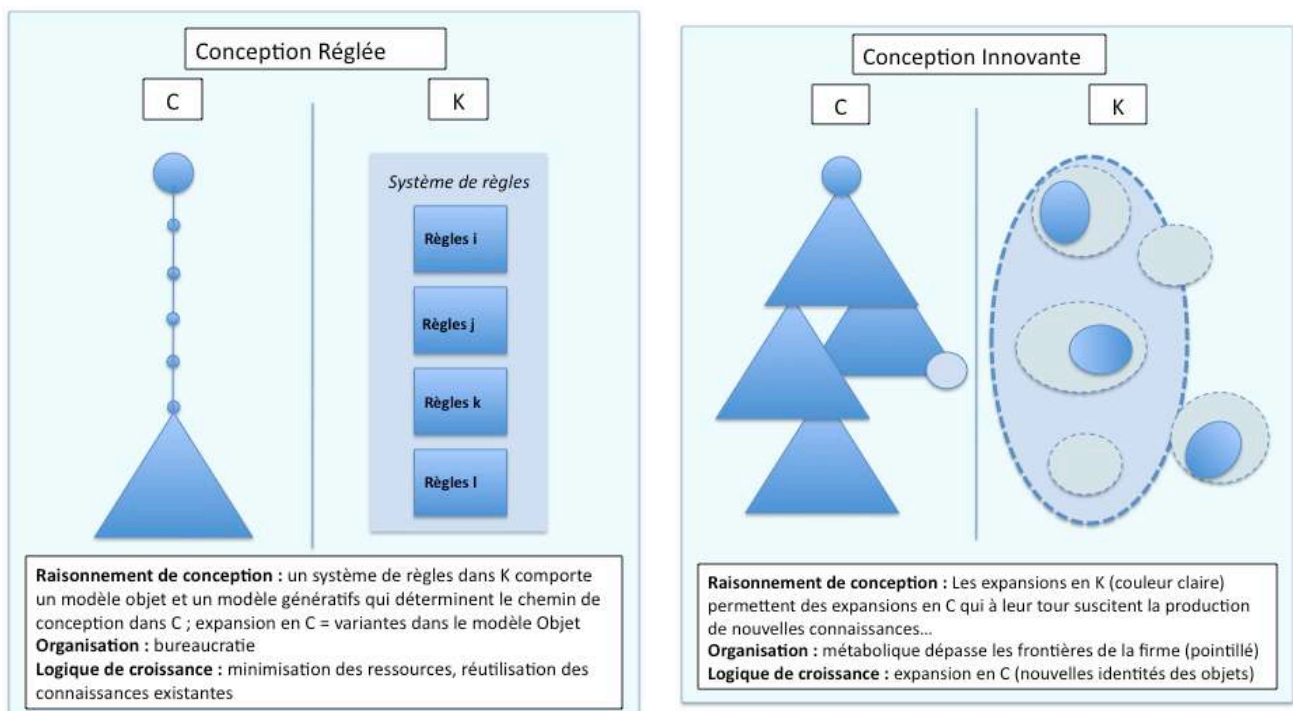 Conception Réglée
C
K
Système de règles
Règles i
Règles j
Règles k
Règles l
Raisonnement de conception : un système de règles dans K comporte
un modèle objet et un modèle génératifs qui déterminent le chemin de
conception dans C ; expansion en C = variantes dans le modèle Objet
Organisation : bureaucratie
Logique de croissance : minimisation des ressources, réutilisation des
connaissances existantes
Conception Innovante
C
K
Raisonnement de conception : Les expansions en K (couleur claire)
permettent des expansions en C qui à leur tour suscitent la production
de nouvelles connaissances...
Organisation : métabolique dépasse les frontières de la firme (pointillé)
Logique de croissance : expansion en C (nouvelles identités des objets)